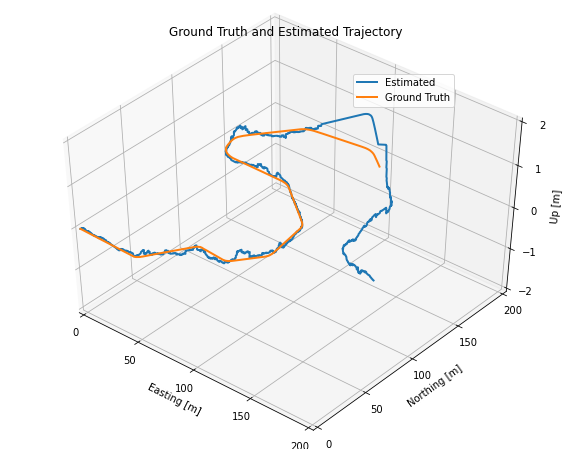 Ground Truth and Estimated Trajectory
Estimated
Ground Truth
2
1
0
−1
−2
Up [m]
0
50
100
150
200
Easting [m]
0
50
100
150
200
Northing [m]